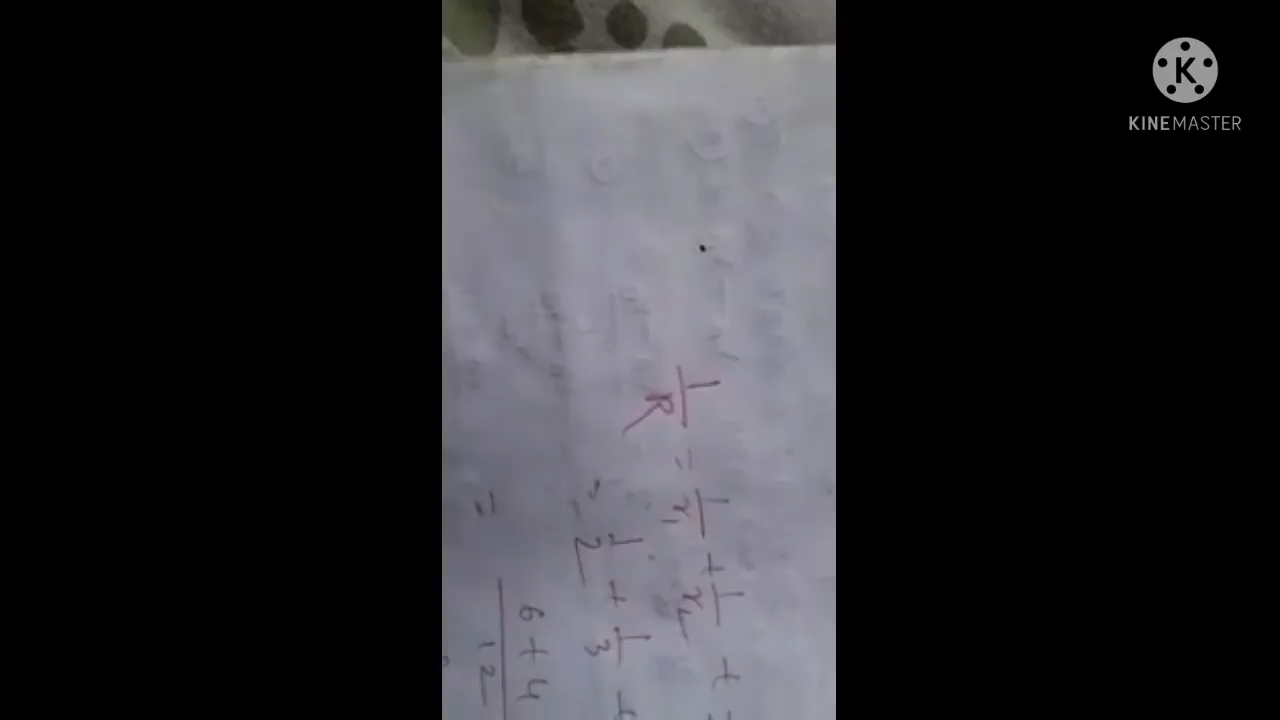 1/R = 1/r₁ + 1/r₂ +
= 1/2 + 1/3 +
= 6+4
12
KINEMASTER